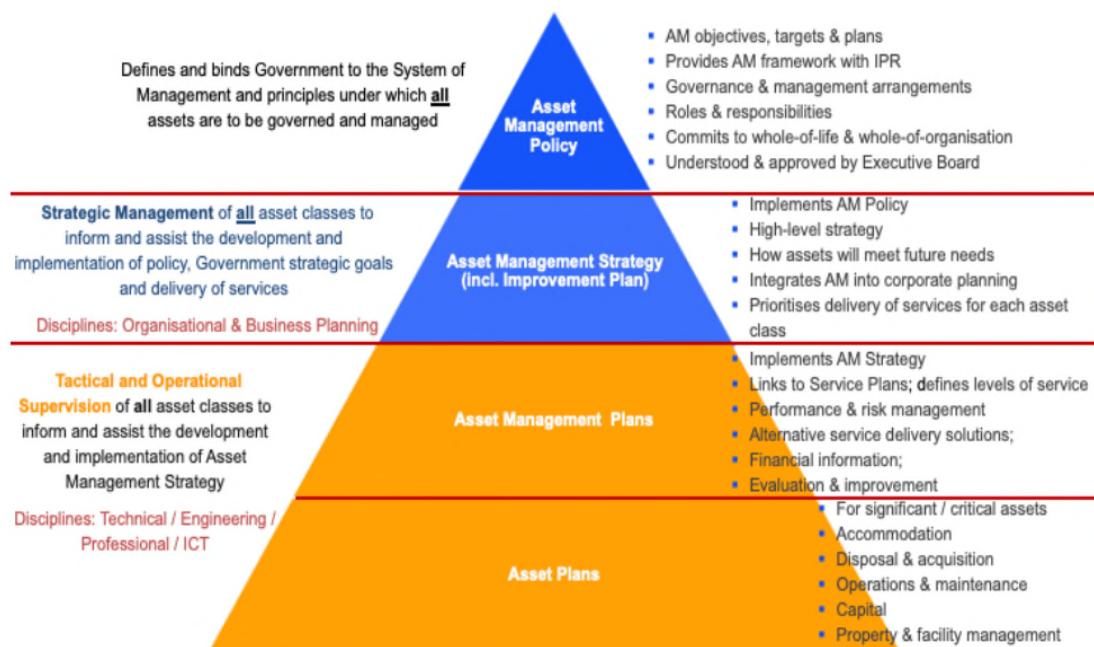 Defines and binds Government to the System of
Management and principles under which all
assets are to be governed and managed
Asset
Management
Policy
▪ AM objectives, targets & plans
▪ Provides AM framework with IPR
▪ Governance & management arrangements
▪ Roles & responsibilities
▪ Commits to whole-of-life & whole-of-organisation
▪ Understood & approved by Executive Board
Strategic Management of all asset classes to
inform and assist the development and
implementation of policy, Government strategic goals
and delivery of services
Disciplines: Organisational & Business Planning
Asset Management Strategy
(incl. Improvement Plan)
▪ Implements AM Policy
▪ High-level strategy
▪ How assets will meet future needs
▪ Integrates AM into corporate planning
▪ Prioritises delivery of services for each asset
class
Tactical and Operational
Supervision of all asset classes to
inform and assist the development
and implementation of Asset
Management Strategy
Disciplines: Technical / Engineering /
Professional / ICT
Asset Management Plans
▪ Implements AM Strategy
▪ Links to Service Plans; defines levels of service
▪ Performance & risk management
▪ Alternative service delivery solutions;
▪ Financial information;
▪ Evaluation & improvement
Asset Plans
▪ For significant / critical assets
▪ Accommodation
▪ Disposal & acquisition
▪ Operations & maintenance
▪ Capital
▪ Property & facility management